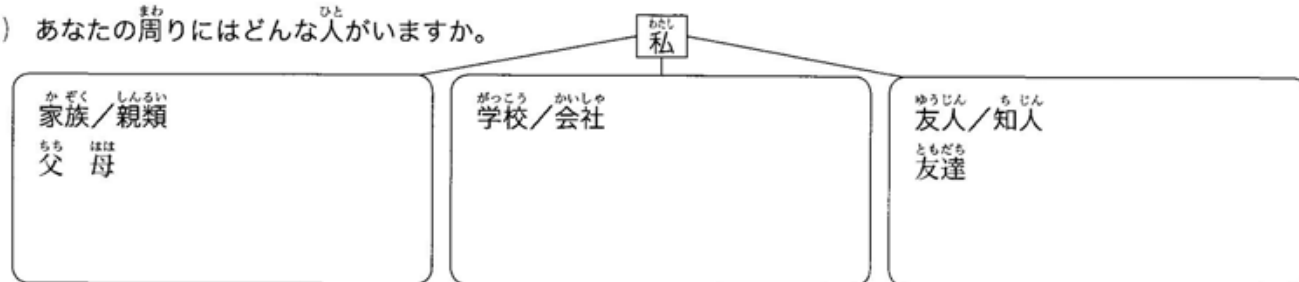 ) あなたの周りにはどんな人がいますか。
私
家族/親類
父 母
学校/会社
友人/知人
友達